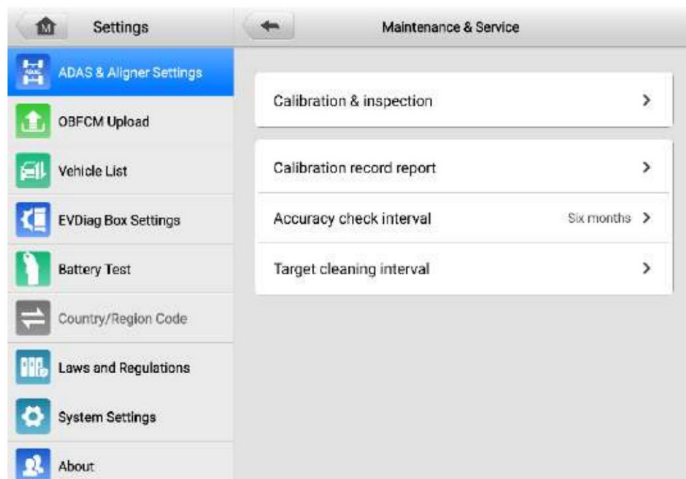 Settings
Maintenance & Service
ADAS & Aligner Settings
OBFCM Upload
Vehicle List
EVDiag Box Settings
Battery Test
Country/Region Code
Laws and Regulations
System Settings
About
Calibration & inspection
Calibration record report
Accuracy check interval Six months
Target cleaning interval